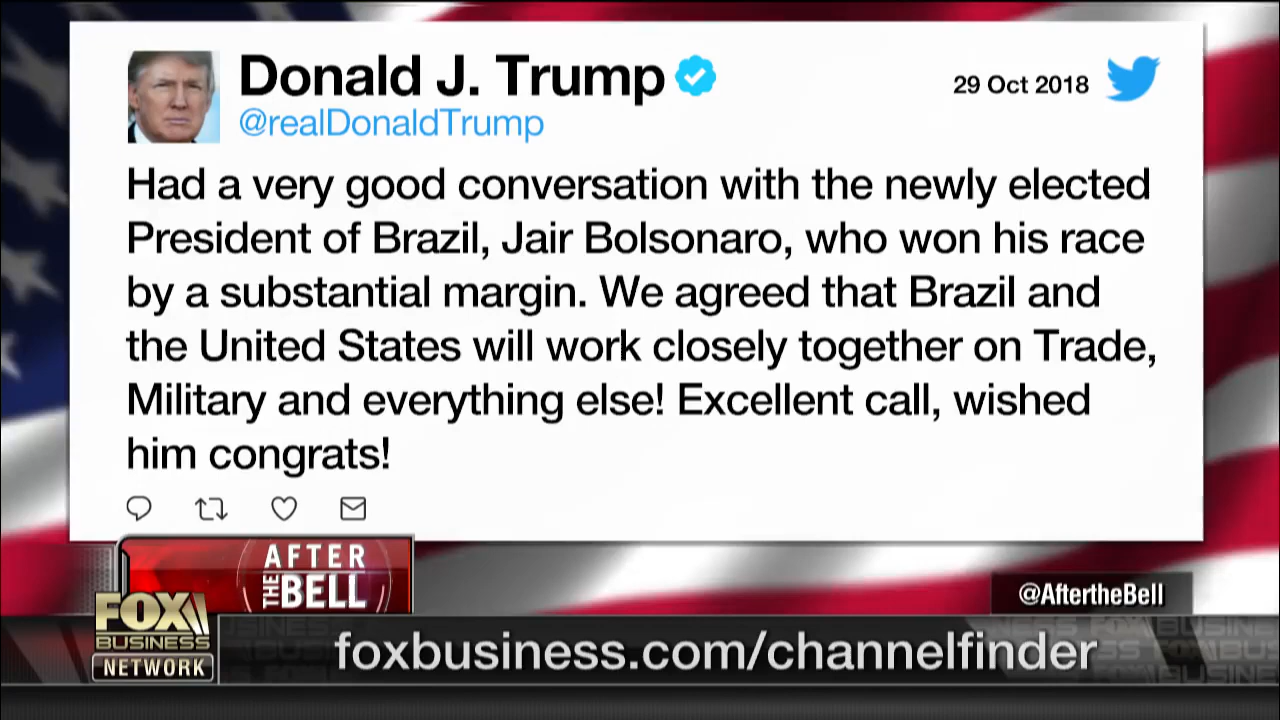 Donald J. Trump
@realDonaldTrump
29 Oct 2018
Had a very good conversation with the newly elected
President of Brazil, Jair Bolsonaro, who won his race
by a substantial margin. We agreed that Brazil and
the United States will work closely together on Trade,
Military and everything else! Excellent call, wished
him congrats!
AFTER
THE BELL
@AftertheBell
FOX
BUSINESS
NETWORK
foxbusiness.com/channelfinder